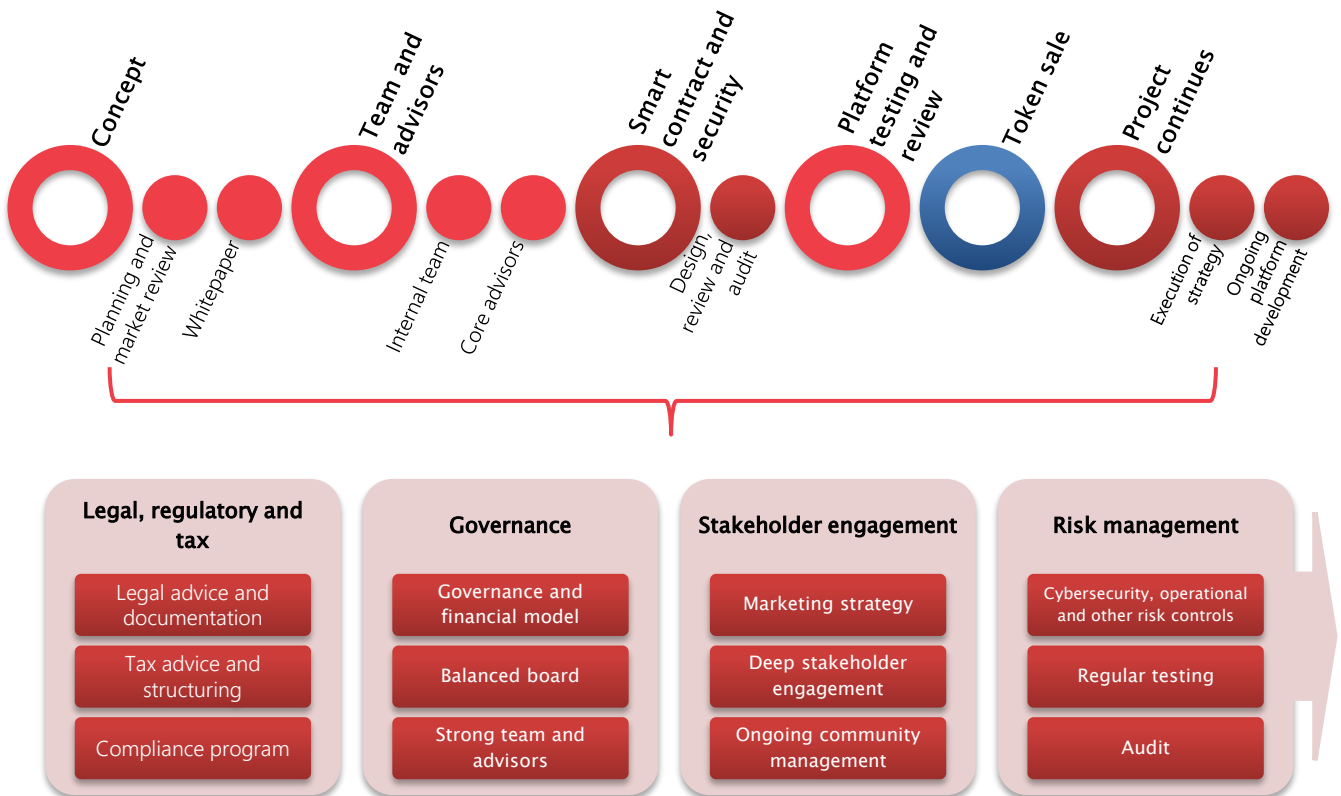 Concept
Team and
advisors
Smart
contract and
security
Platform
testing and
review
Token sale
Project
continues
Planning and
market review
Whitepaper
Internal team
Core advisors
Design,
review and
audit
Execution of
strategy
Ongoing
platform
development
Legal, regulatory and
tax
Legal advice and
documentation
Tax advice and
structuring
Compliance program
Governance
Governance and
financial model
Balanced board
Strong team and
advisors
Stakeholder engagement
Marketing strategy
Deep stakeholder
engagement
Ongoing community
management
Risk management
Cybersecurity, operational
and other risk controls
Regular testing
Audit